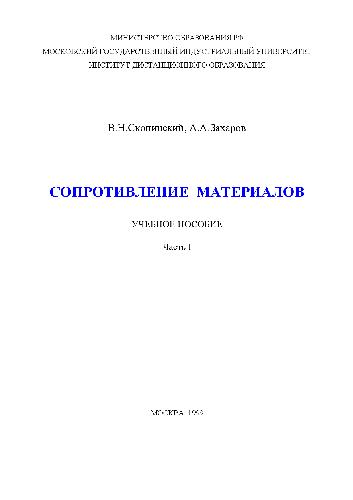 МИНИСТЕРСТВО ОБРАЗОВАНИЯ РФ
МОСКОВСКИЙ ГОСУДАРСТВЕННЫЙ ИНДУСТРИАЛЬНЫЙ УНИВЕРСИТЕТ
ИНСТИТУТ ДИСТАНЦИОННОГО ОБРАЗОВАНИЯ
В.Н.Скопинский, А.А.Захаров
СОПРОТИВЛЕНИЕ МАТЕРИАЛОВ
УЧЕБНОЕ ПОСОБИЕ
Часть I
МОСКВА